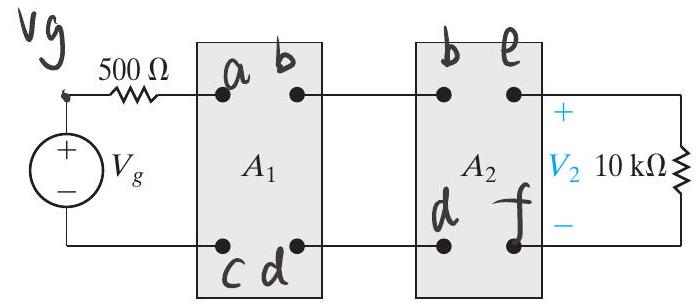 Vg
500 Ω
a b
b e
+
+
V_g
A_1
A_2
V_2 10 kΩ
−
d f
−
c d